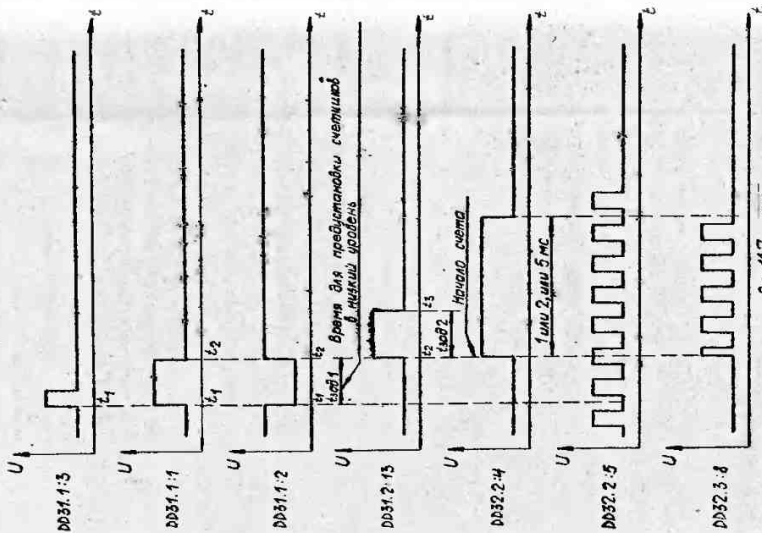 U
t
DD31.1:3
t₁
U
t
DD31.1:1
t₁
t₂
U
t
DD31.1:2
t₁
t₂
tзад1
Время для предустановки счетчиков
в низкий уровень
U
t
DD31.2:13
t₂
t₃
tзад2
Начало счета
U
t
DD32.2:4
1 или 2, или 5 мс
U
t
DD32.2:5
U
t
DD32.3:8